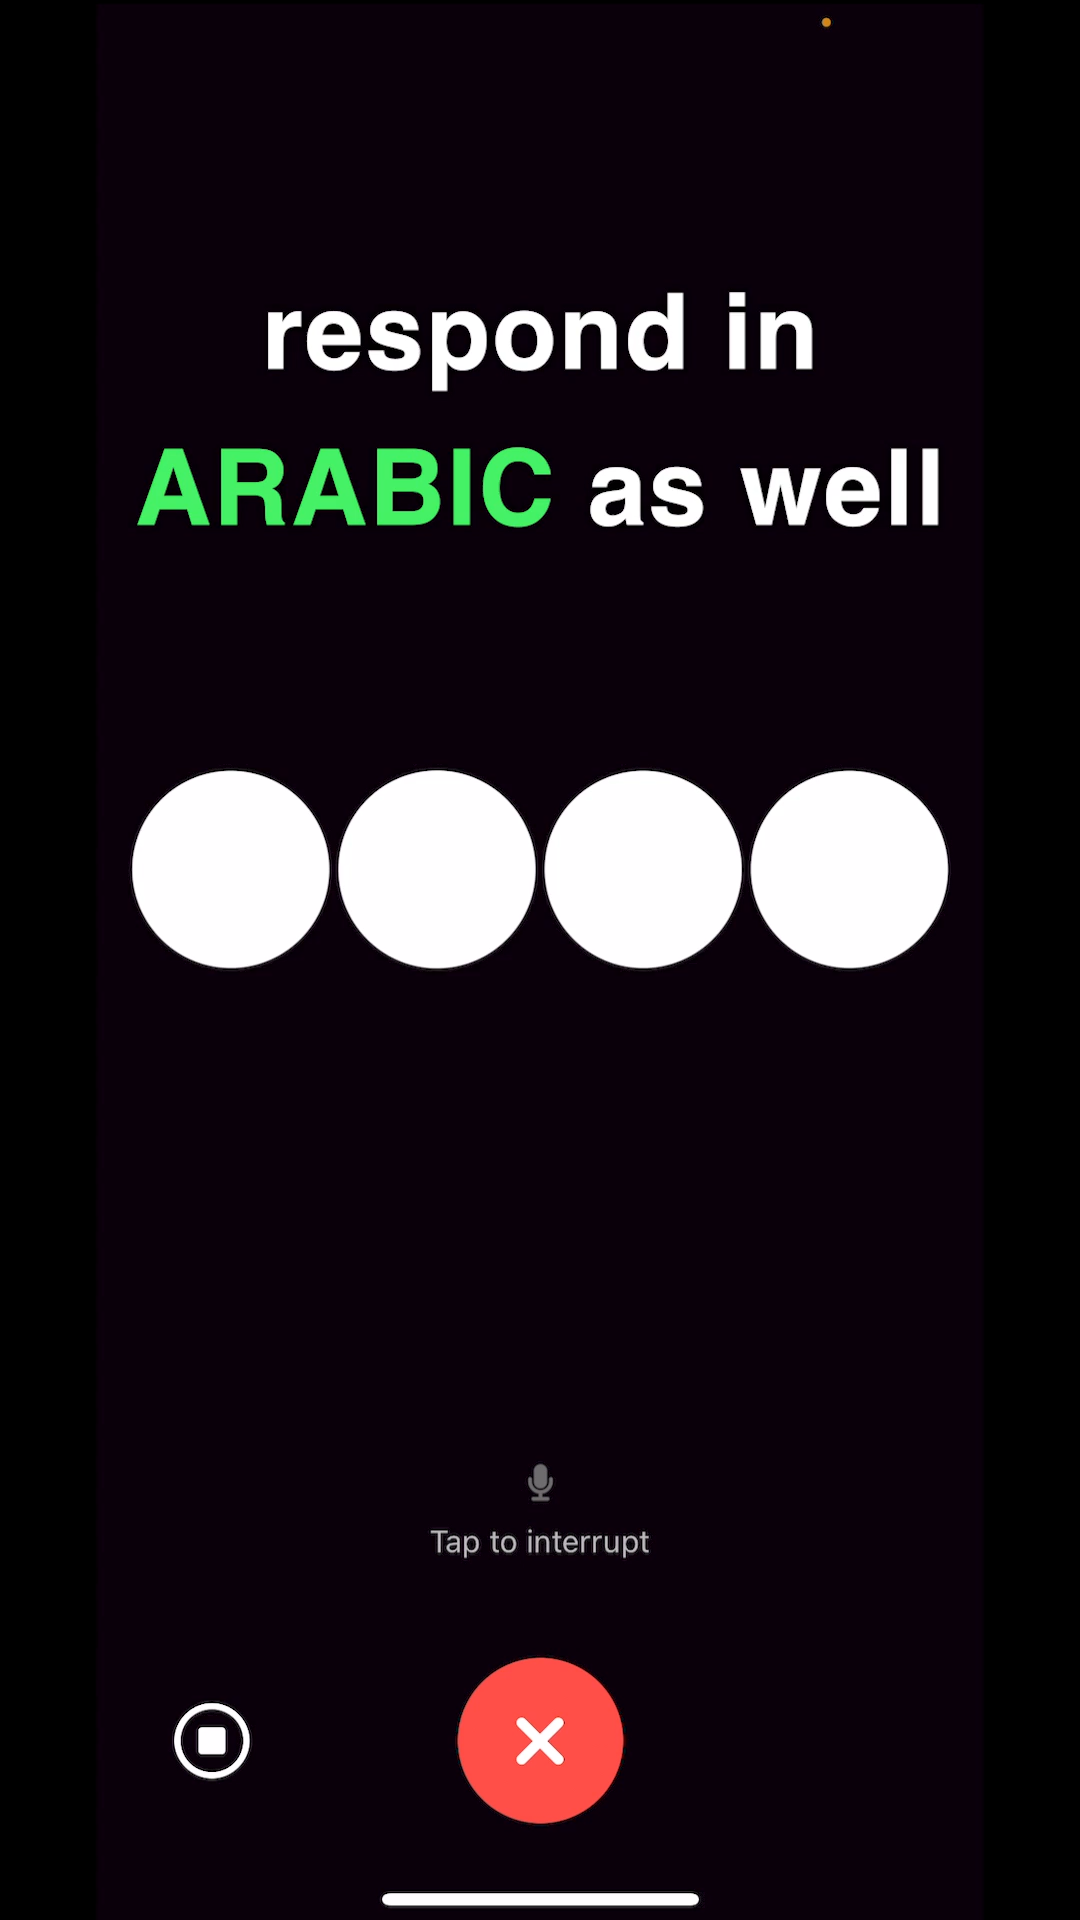 respond in
ARABIC as well
Tap to interrupt